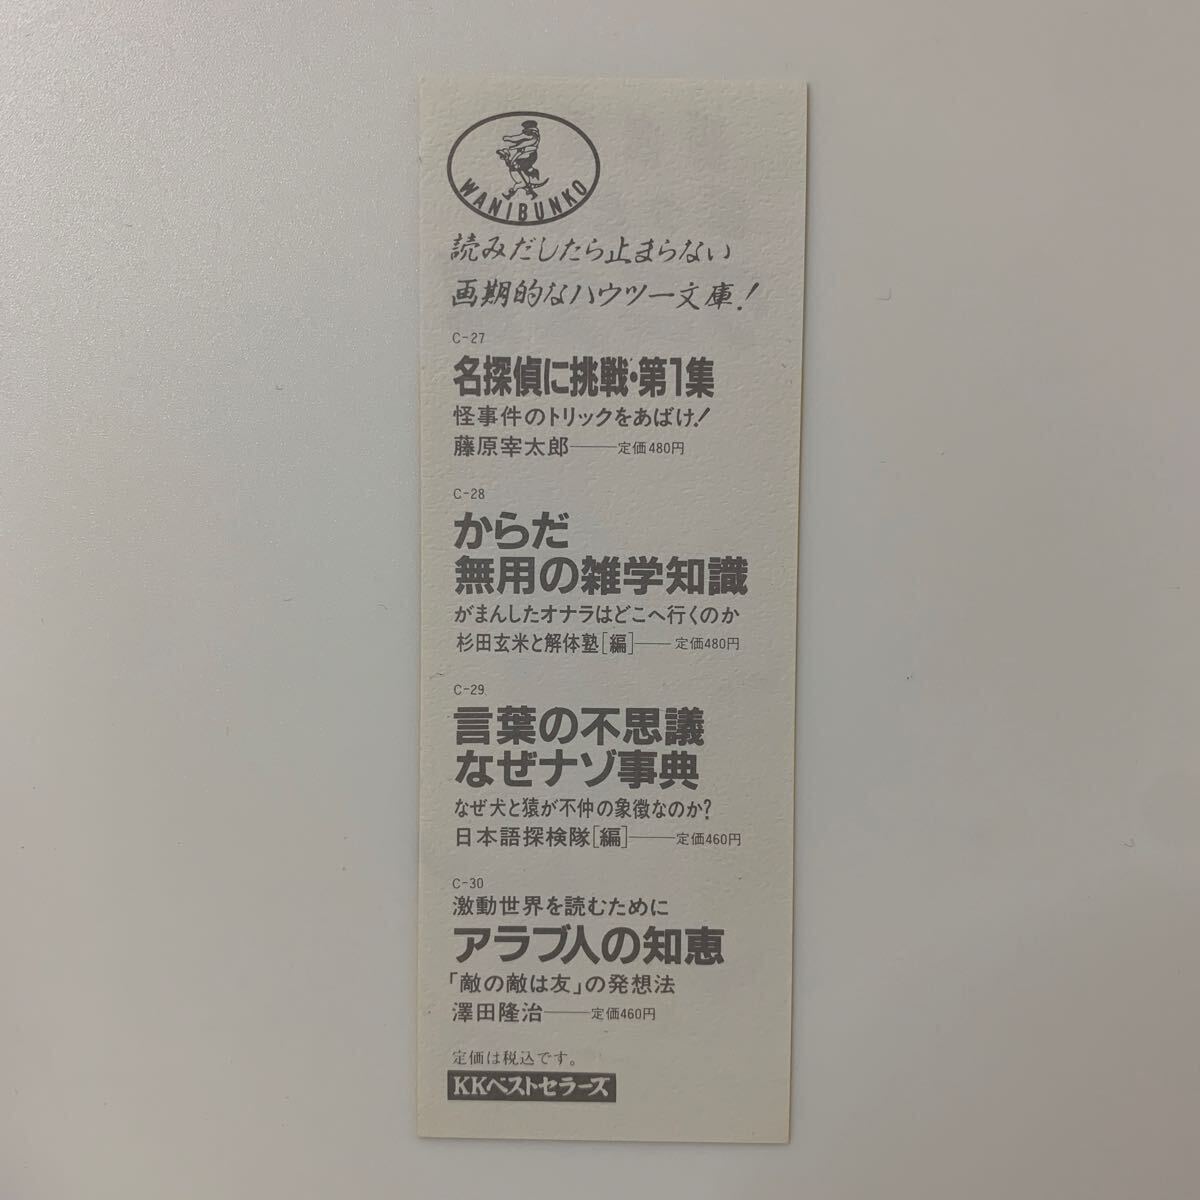 WANIBUNKO
読みだしたら止まらない
画期的なハウツー文庫!
C-27
名探偵に挑戦・第1集
怪事件のトリックをあばけ!
藤原宰太郎――定価480円
C-28
からだ
無用の雑学知識
がまんしたオナラはどこへ行くのか
杉田玄米と解体塾[編]――定価480円
C-29
言葉の不思議
なぜナゾ事典
なぜ犬と猿が不仲の象徴なのか?
日本語探検隊[編]――定価460円
C-30
激動世界を読むために
アラブ人の知恵
「敵の敵は友」の発想法
澤田隆治――定価460円
定価は税込です。
KKベストセラーズ